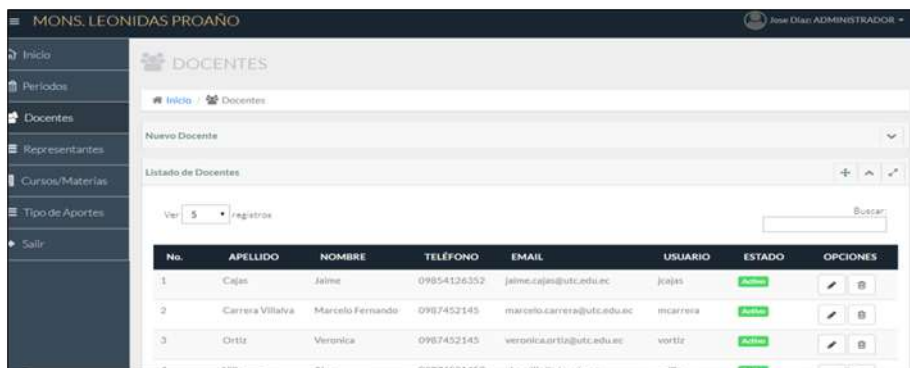 MONS. LEONIDAS PROAÑO
Jose Dias ADMINISTRADOR
Inicio
Periodos
Docentes
Representantes
Cursos/Materias
Tipo de Aportes
Salir
DOCENTES
Inicio / Docentes
Nuevo Docente
Listado de Docentes
Ver 5 registros
Buscar:
No. APELLIDO NOMBRE TELÉFONO EMAIL USUARIO ESTADO OPCIONES
1 Cajas Jaime 09854126352 jaime.cajas@utc.edu.ec jcajas Activo
2 Carrera Villalva Marcelo Fernando 0987452145 marcelo.carrera@utc.edu.ec mcarrera Activo
3 Ortiz Veronica 0987452145 veronica.ortiz@utc.edu.ec vortiz Activo